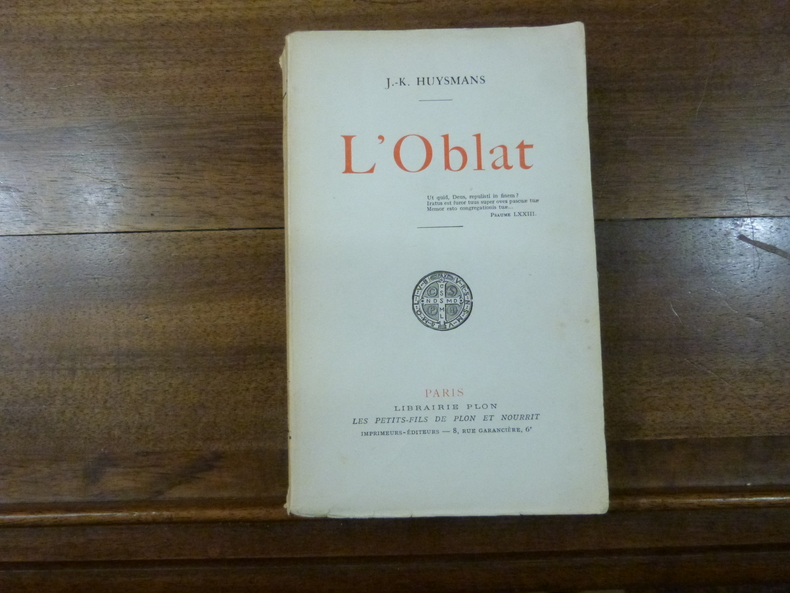 J.-K. HUYSMANS
L'Oblat
Ut quid, Deus, repulisti in finem?
Iratus est furor tuus super oves pascuæ tuæ
Memor esto congregationis tuæ...
PSAUME LXXIII.
PARIS
LIBRAIRIE PLON
LES PETITS-FILS DE PLON ET NOURRIT
IMPRIMEURS-ÉDITEURS — 8, RUE GARANCIÈRE, 6e